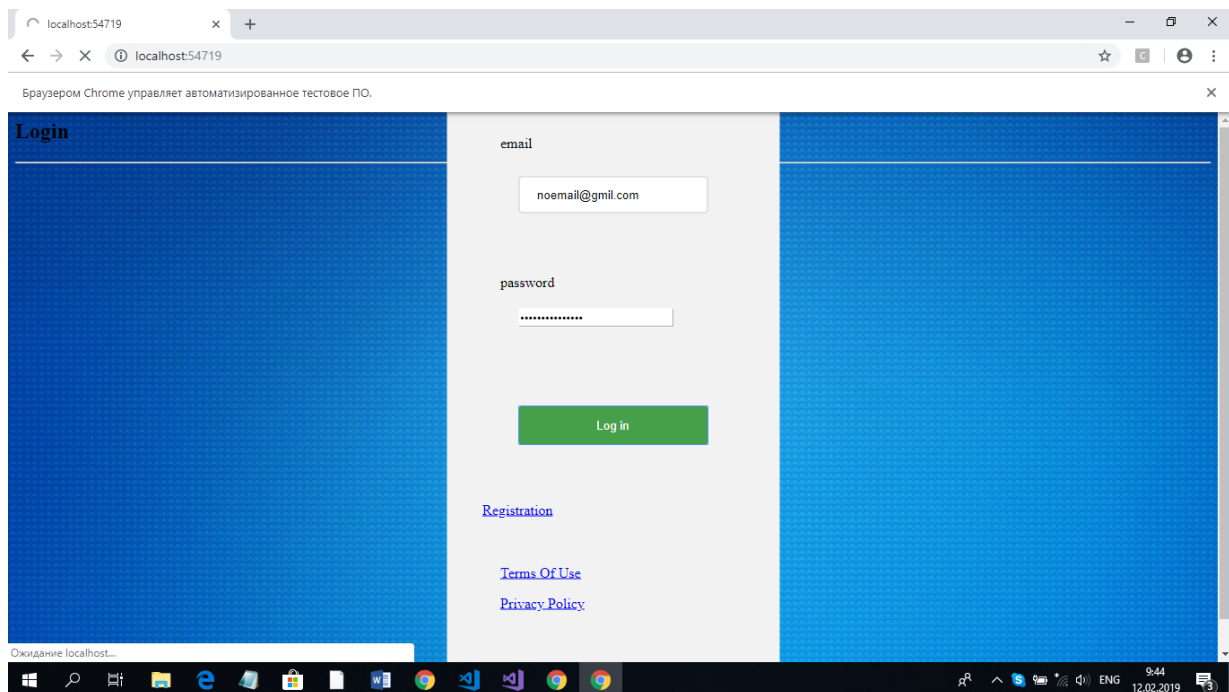 localhost:54719
localhost:54719
Браузером Chrome управляет автоматизированное тестовое ПО.
Login
email
noemail@gmil.com
password
•••••••••••••••
Log in
Registration
Terms Of Use
Privacy Policy
Ожидание localhost...
ENG
9:44
12.02.2019
3